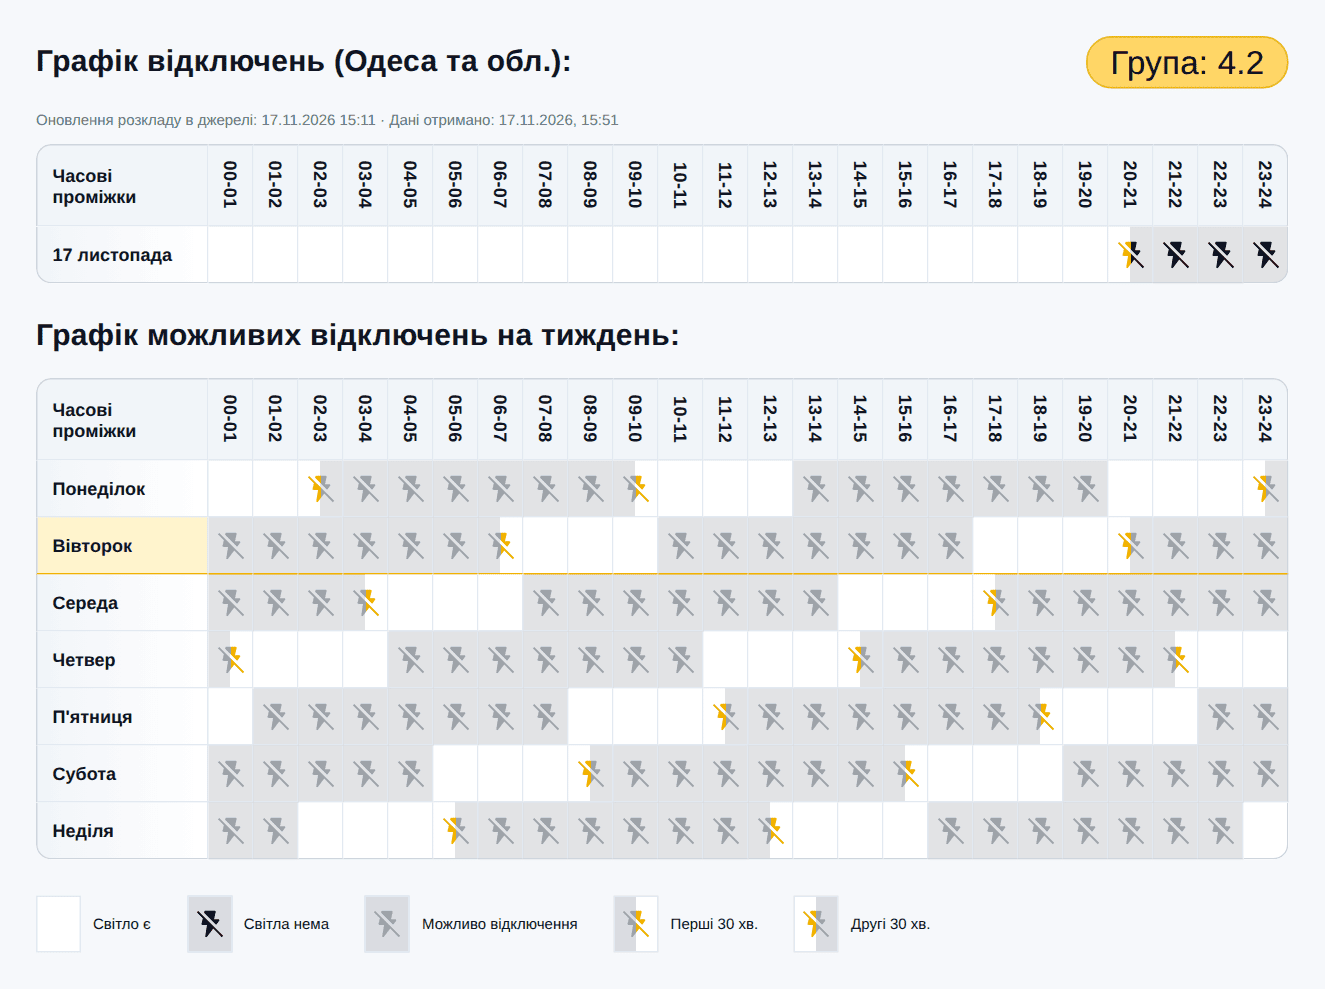 Графік відключень (Одеса та обл.):
Група: 4.2
Оновлення розкладу в джерелі: 17.11.2026 15:11 · Дані отримано: 17.11.2026, 15:51
Часові проміжки 00-01 01-02 02-03 03-04 04-05 05-06 06-07 07-08 08-09 09-10 10-11 11-12 12-13 13-14 14-15 15-16 16-17 17-18 18-19 19-20 20-21 21-22 22-23 23-24
17 листопада
Графік можливих відключень на тиждень:
Часові проміжки 00-01 01-02 02-03 03-04 04-05 05-06 06-07 07-08 08-09 09-10 10-11 11-12 12-13 13-14 14-15 15-16 16-17 17-18 18-19 19-20 20-21 21-22 22-23 23-24
Понеділок
Вівторок
Середа
Четвер
П'ятниця
Субота
Неділя
Світло є Світла нема Можливо відключення Перші 30 хв. Другі 30 хв.